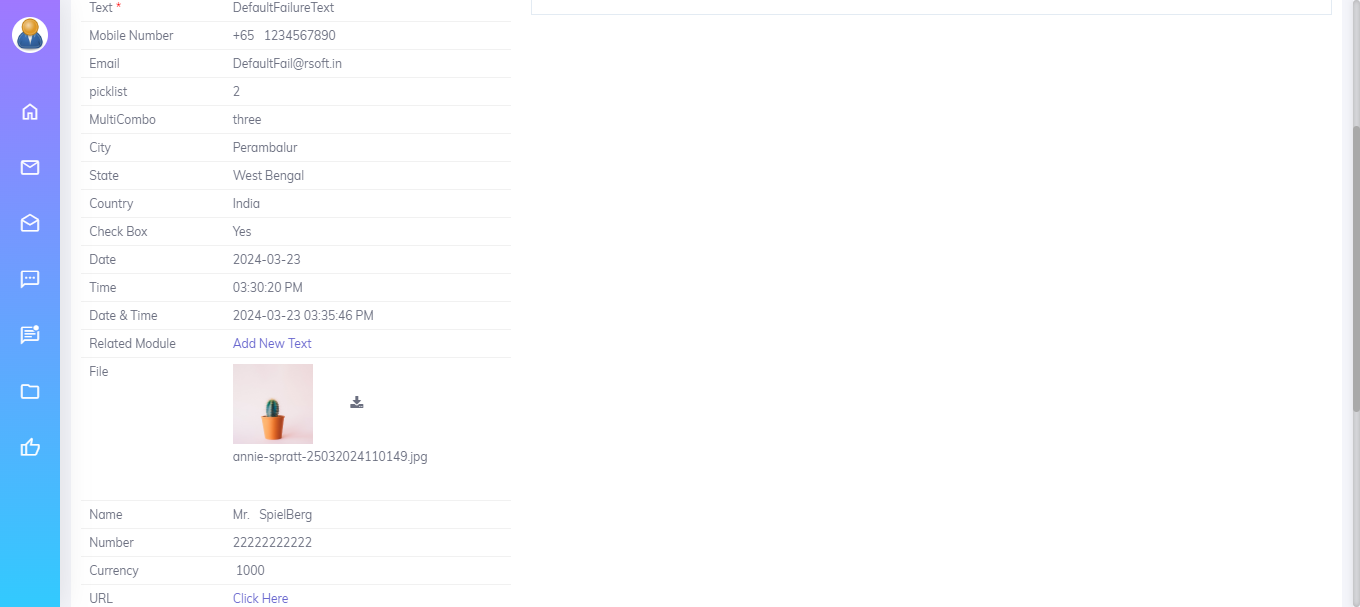 Text * DefaultFailureText
Mobile Number +65 1234567890
Email DefaultFail@rsoft.in
picklist 2
MultiCombo three
City Perambalur
State West Bengal
Country India
Check Box Yes
Date 2024-03-23
Time 03:30:20 PM
Date & Time 2024-03-23 03:35:46 PM
Related Module Add New Text
File
annie-spratt-25032024110149.jpg
Name Mr. SpielBerg
Number 22222222222
Currency 1000
URL Click Here